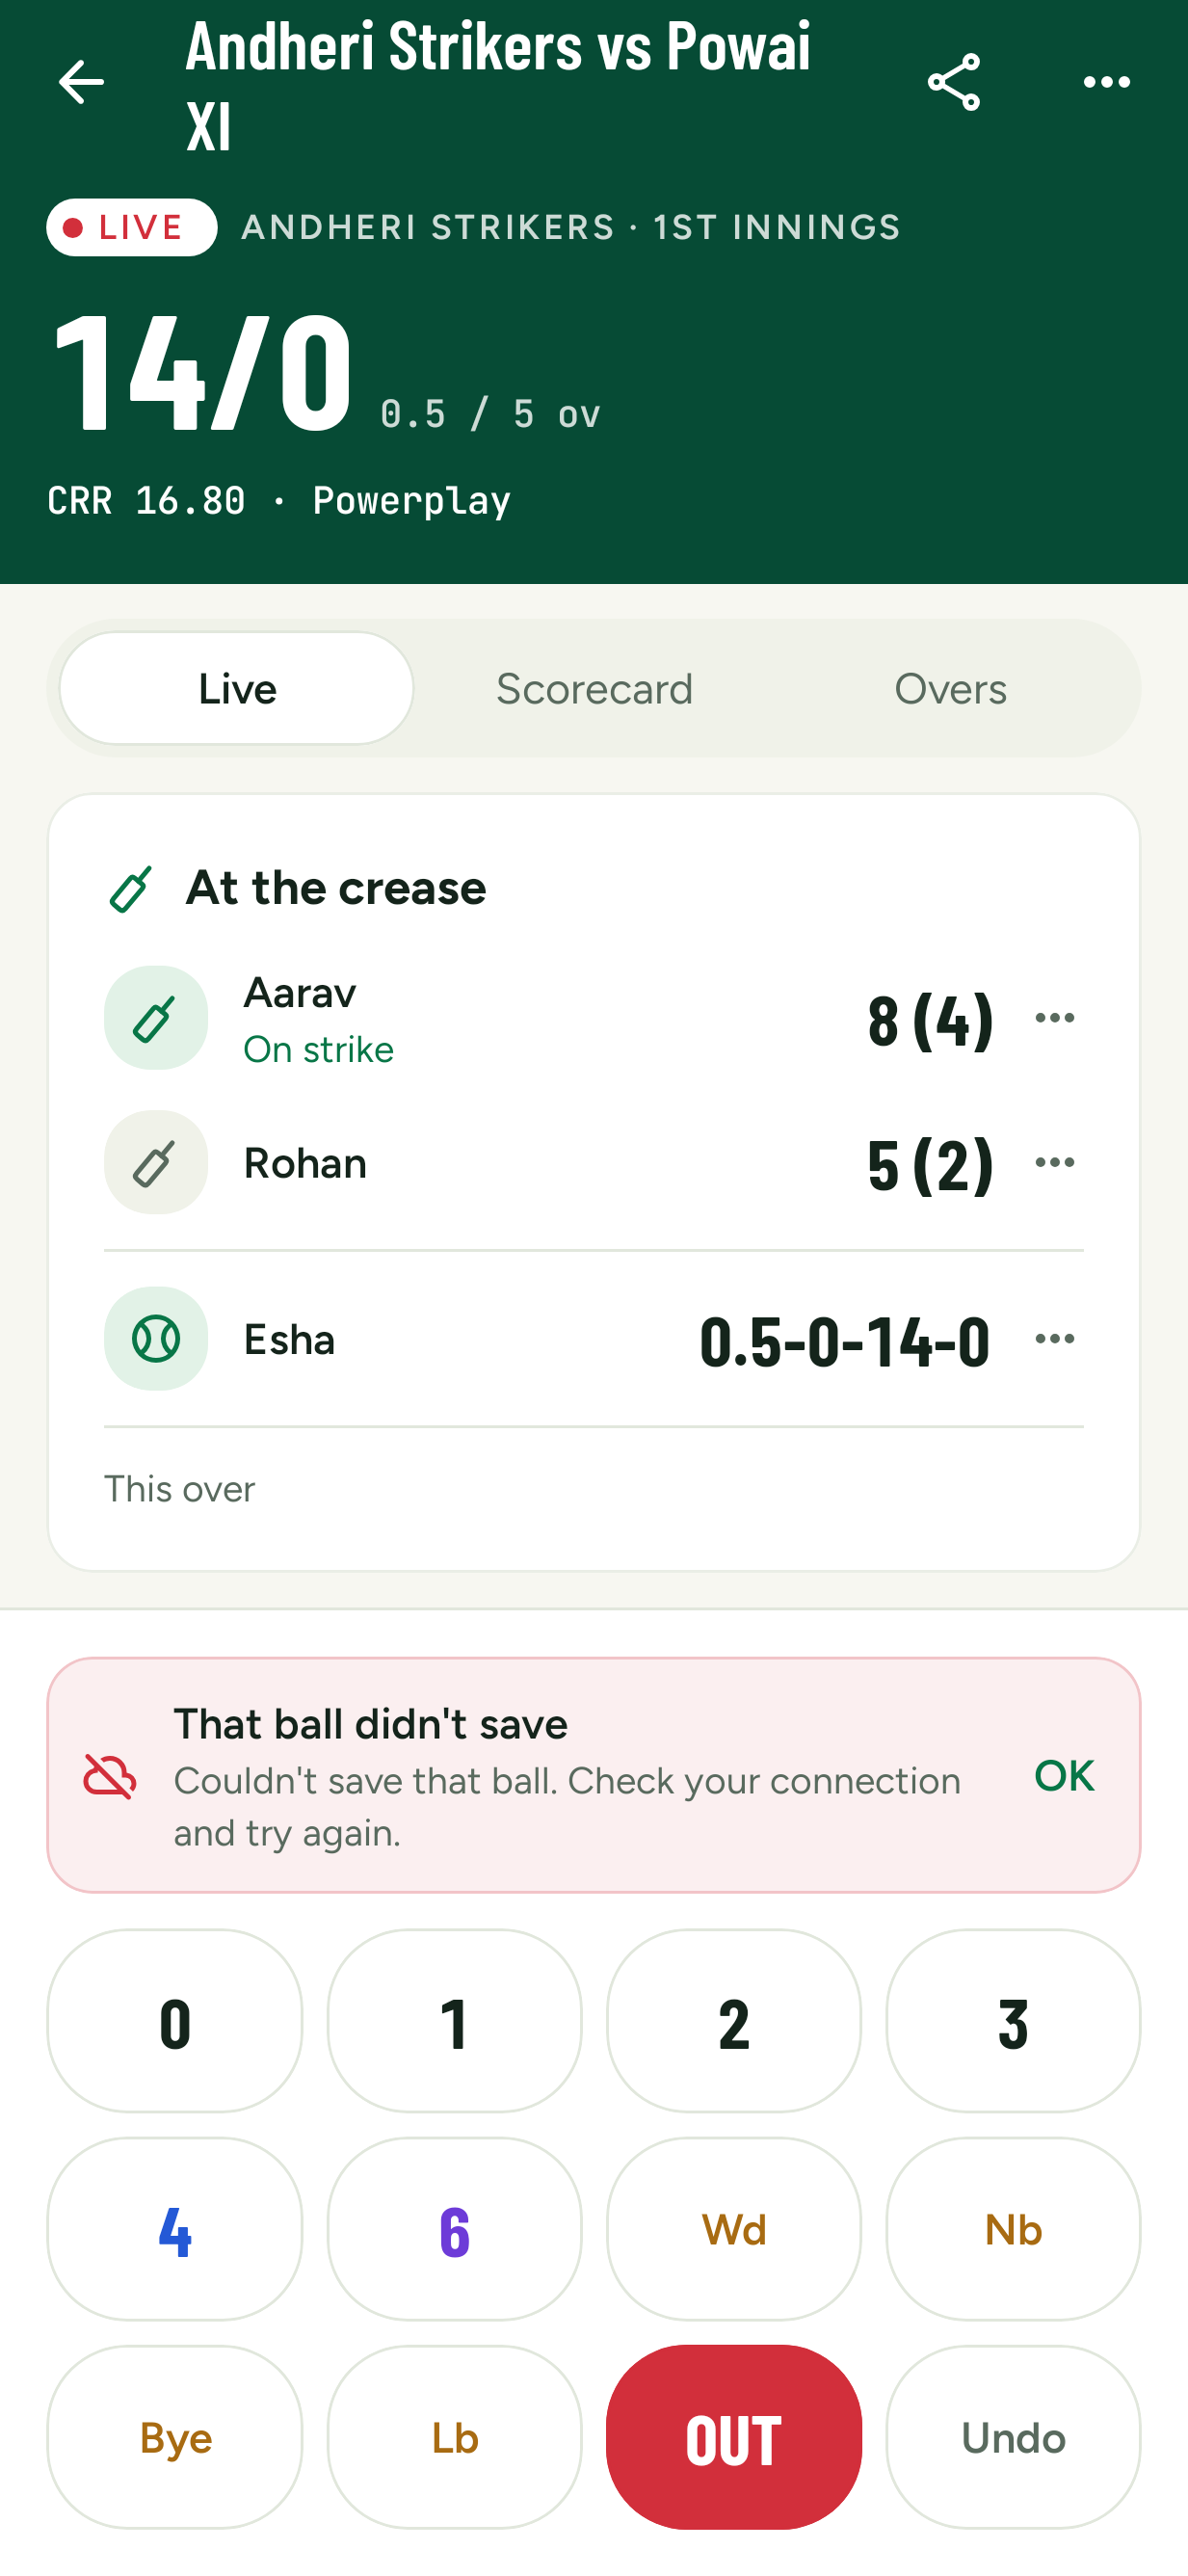 Andheri Strikers vs Powai
XI
LIVE ANDHERI STRIKERS · 1ST INNINGS
14/0 0.5 / 5 ov
CRR 16.80 · Powerplay
Live Scorecard Overs
At the crease
Aarav 8 (4)
On strike
Rohan 5 (2)
Esha 0.5-0-14-0
This over
That ball didn't save
Couldn't save that ball. Check your connection
and try again.
OK
0 1 2 3
4 6 Wd Nb
Bye Lb OUT Undo